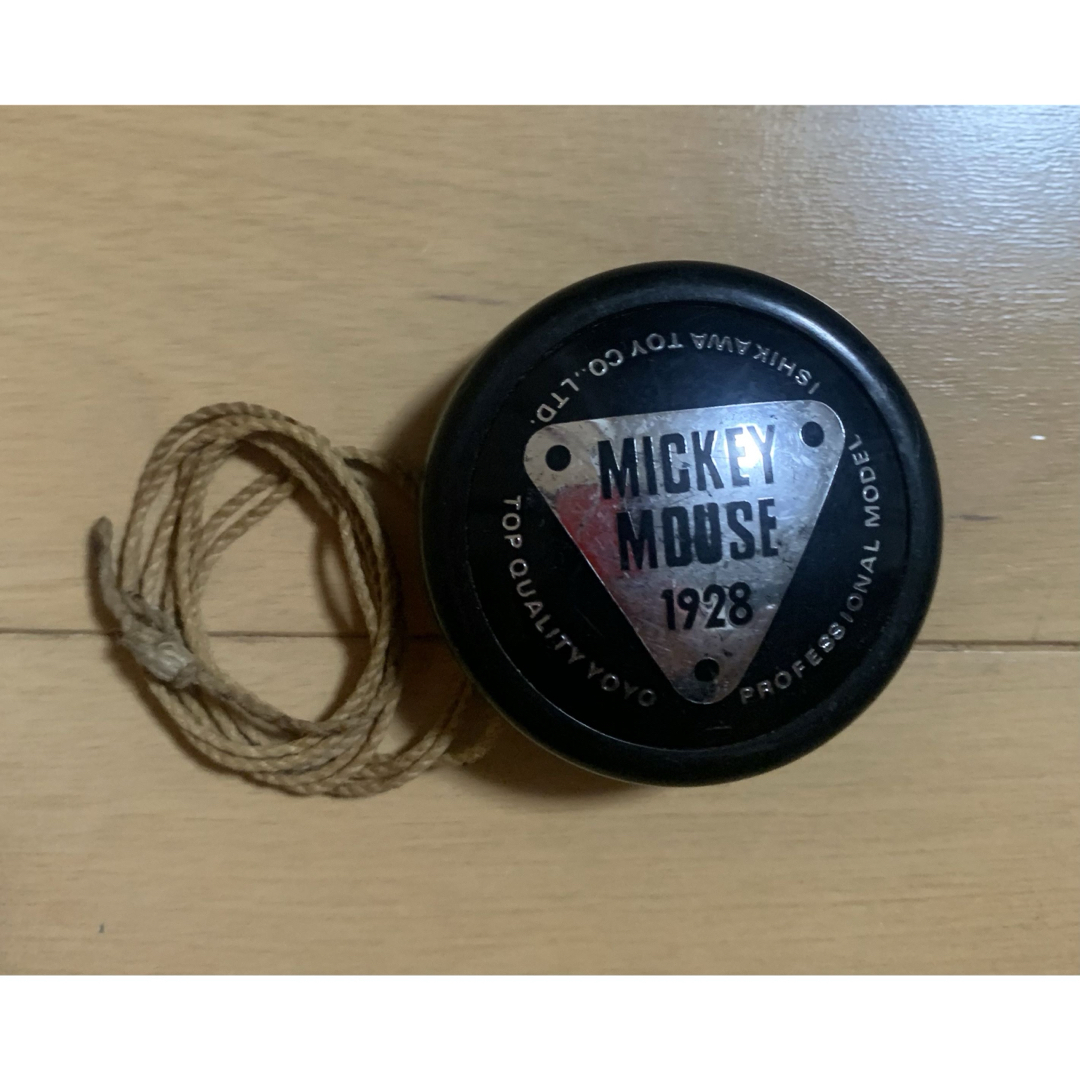 MICKEY
MOUSE
1928
ISHIKAWA TOY CO., LTD.
TOP QUALITY YOYO
PROFESSIONAL MODEL